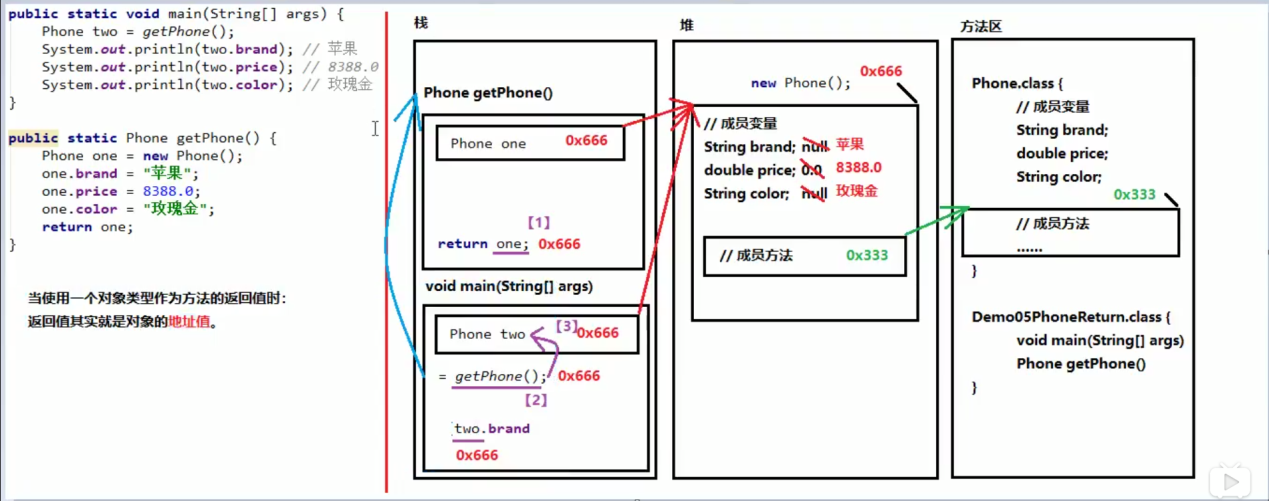 public static void main(String[] args) {
Phone two = getPhone();
System.out.println(two.brand); // 苹果
System.out.println(two.price); // 8388.0
System.out.println(two.color); // 玫瑰金
}
public static Phone getPhone() {
Phone one = new Phone();
one.brand = "苹果";
one.price = 8388.0;
one.color = "玫瑰金";
return one;
}
当使用一个对象类型作为方法的返回值时：
返回值其实就是对象的地址值。
栈
Phone getPhone()
Phone one 0x666
【1】
return one; 0x666
void main(String[] args)
Phone two 【3】 0x666
= getPhone(); 0x666
【2】
two.brand
0x666
堆
0x666
new Phone();
// 成员变量
String brand; null 苹果
double price; 0.0 8388.0
String color; null 玫瑰金
// 成员方法 0x333
方法区
Phone.class {
// 成员变量
String brand;
double price;
String color;
0x333
// 成员方法
......
}
Demo05PhoneReturn.class {
void main(String[] args)
Phone getPhone()
}